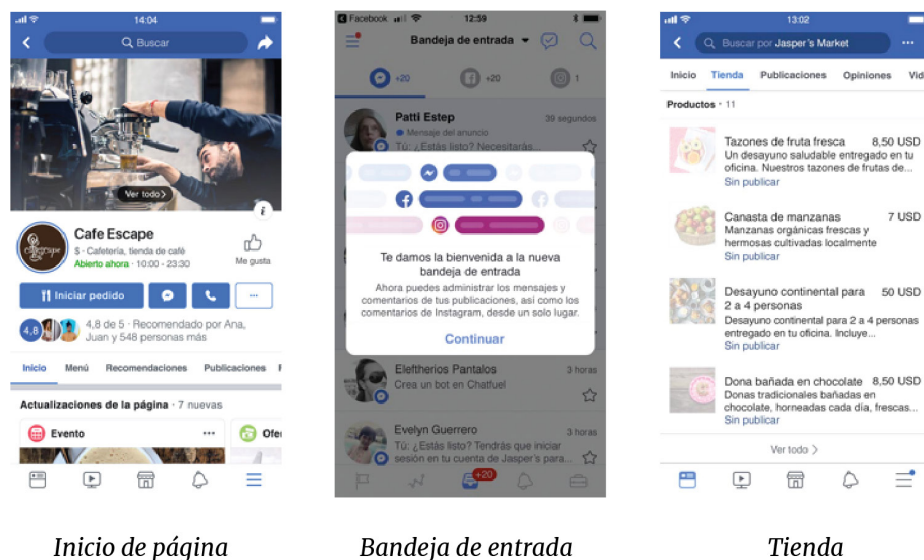 14:04
Buscar
Ver todo >
Cafe Escape
$ · Cafetería, tienda de café
Abierto ahora · 10:00 - 23:30
Me gusta
Iniciar pedido
4,8
4,8 de 5 · Recomendado por Ana,
Juan y 548 personas más
Inicio Menú Recomendaciones Publicaciones
Actualizaciones de la página · 7 nuevas
Evento
Ofe
Inicio de página
Facebook 12:59
Bandeja de entrada
+20 +20 1
Patti Estep 39 segundos
Mensaje del anuncio
Tú: ¿Estás listo? Necesitarás...
Te damos la bienvenida a la nueva
bandeja de entrada
Ahora puedes administrar los mensajes y
comentarios de tus publicaciones, así como los
comentarios de Instagram, desde un solo lugar.
Continuar
Eleftherios Pantalos 3 horas
Crea un bot en Chatfuel
Evelyn Guerrero 3 horas
Tú: ¿Estás listo? Tendrás que iniciar
sesión en tu cuenta de Jasper's para...
+20
Bandeja de entrada
13:02
Buscar por Jasper's Market
Inicio Tienda Publicaciones Opiniones Vid
Productos · 11
Tazones de fruta fresca 8,50 USD
Un desayuno saludable entregado en tu
oficina. Nuestros tazones de frutas de...
Sin publicar
Canasta de manzanas 7 USD
Manzanas orgánicas frescas y
hermosas cultivadas localmente
Sin publicar
Desayuno continental para 50 USD
2 a 4 personas
Desayuno continental para 2 a 4 personas
entregado en tu oficina. Incluye...
Sin publicar
Dona bañada en chocolate 8,50 USD
Donas tradicionales bañadas en
chocolate, horneadas cada día, frescas...
Sin publicar
Ver todo >
Tienda